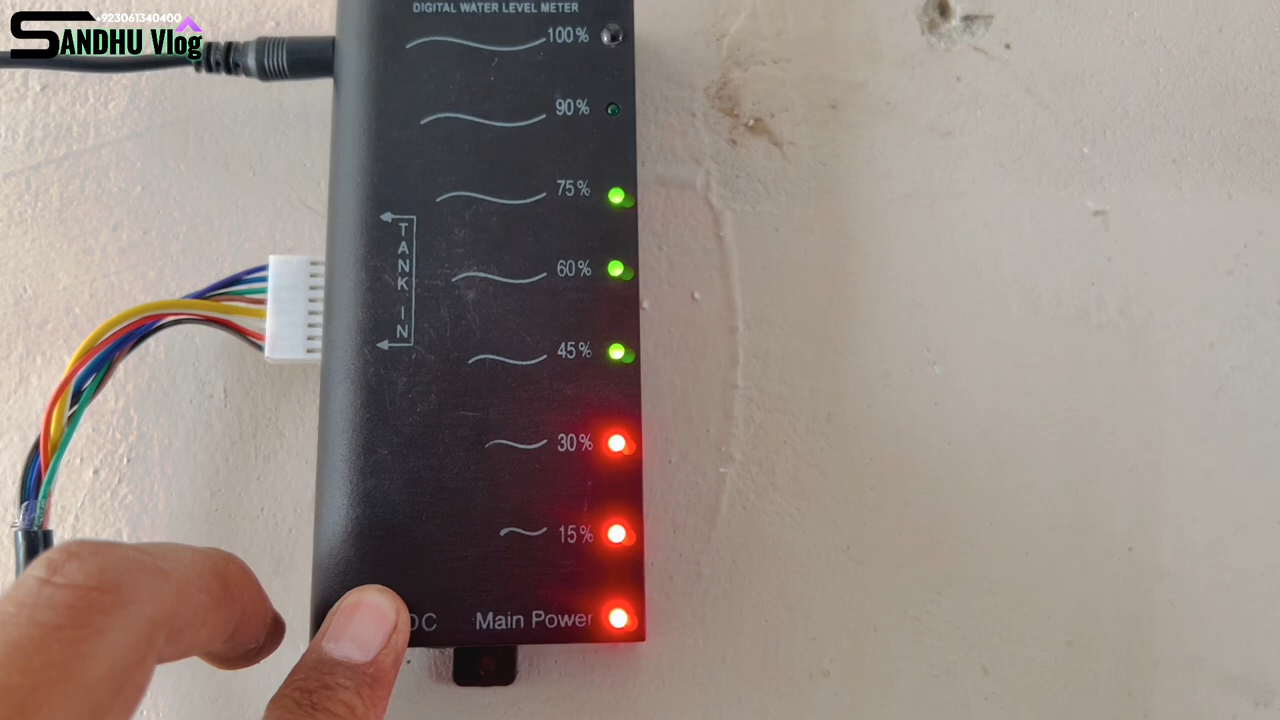 +923061340400
SANDHU Vlog
DIGITAL WATER LEVEL METER
100%
90%
75%
60%
45%
30%
15%
TANK IN
DC Main Power